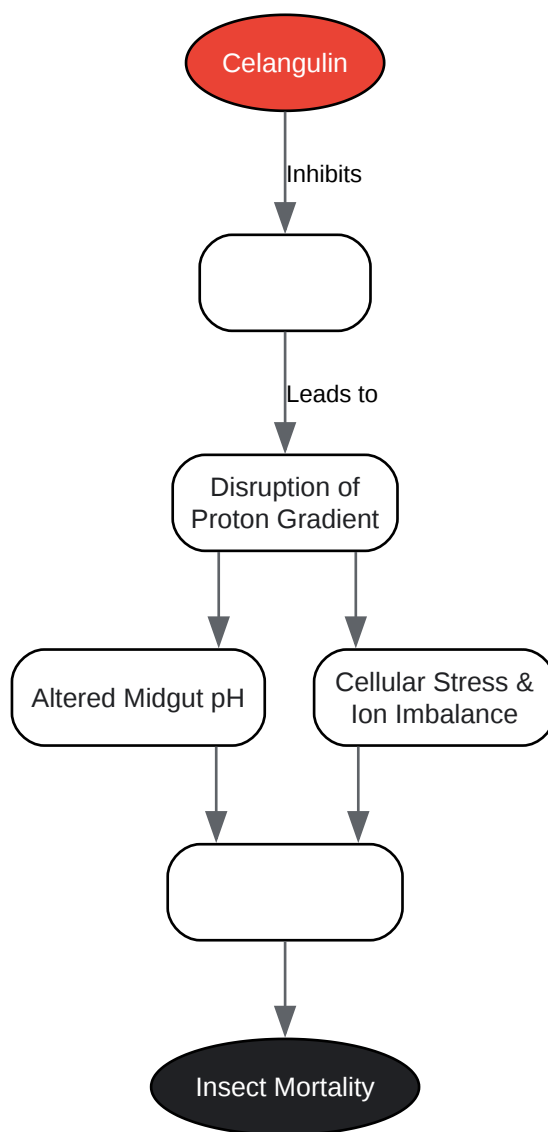 Celangulin
Inhibits
Leads to
Disruption of
Proton Gradient
Altered Midgut pH
Cellular Stress &
Ion Imbalance
Insect Mortality